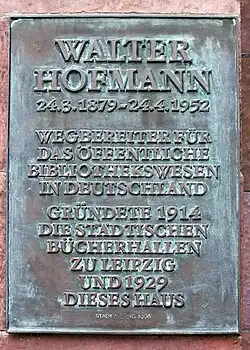 WALTER
HOFMANN
24.3.1879-24.4.1952
WEGBEREITER FÜR
DAS ÖFFENTLICHE
BIBLIOTHEKSWESEN
IN DEUTSCHLAND
GRÜNDETE 1914
DIE STÄDTISCHEN
BÜCHERHALLEN
ZU LEIPZIG
UND 1929
DIESES HAUS
STADT